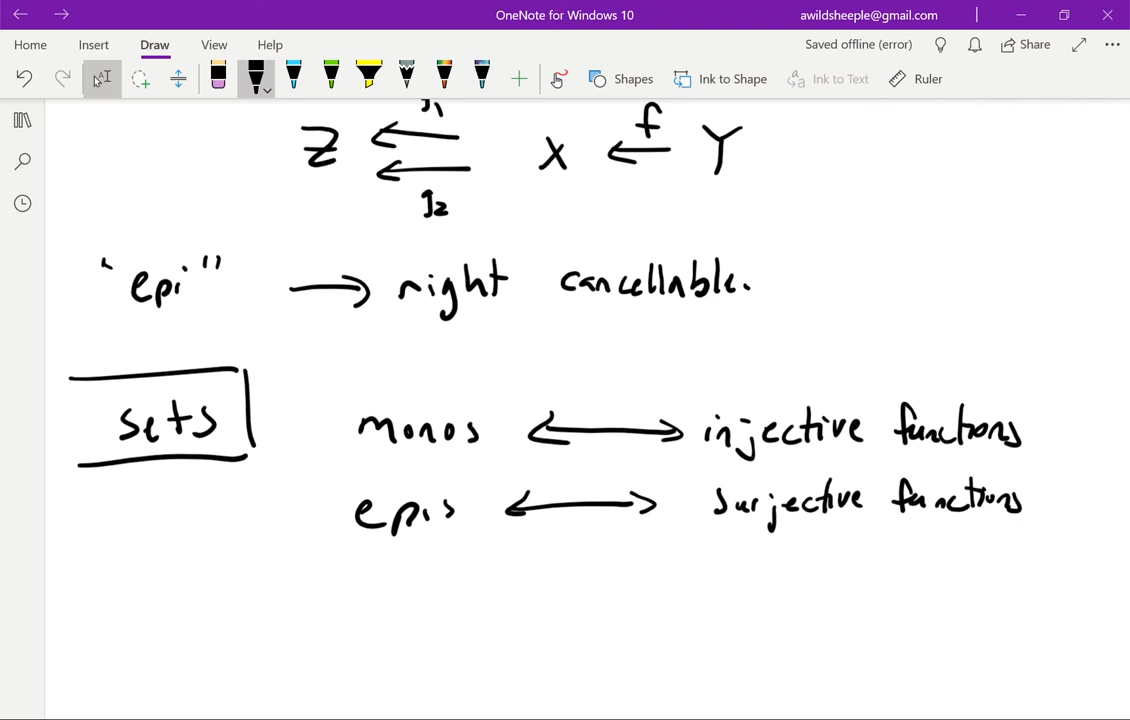 OneNote for Windows 10
awildsheeple@gmail.com
Home Insert Draw View Help
Saved offline (error)
Share
Shapes
Ink to Shape
Ink to Text
Ruler
f
Z X Y
g2
"epi" → right cancellable.
sets
monos ↔ injective functions
epis ↔ surjective functions